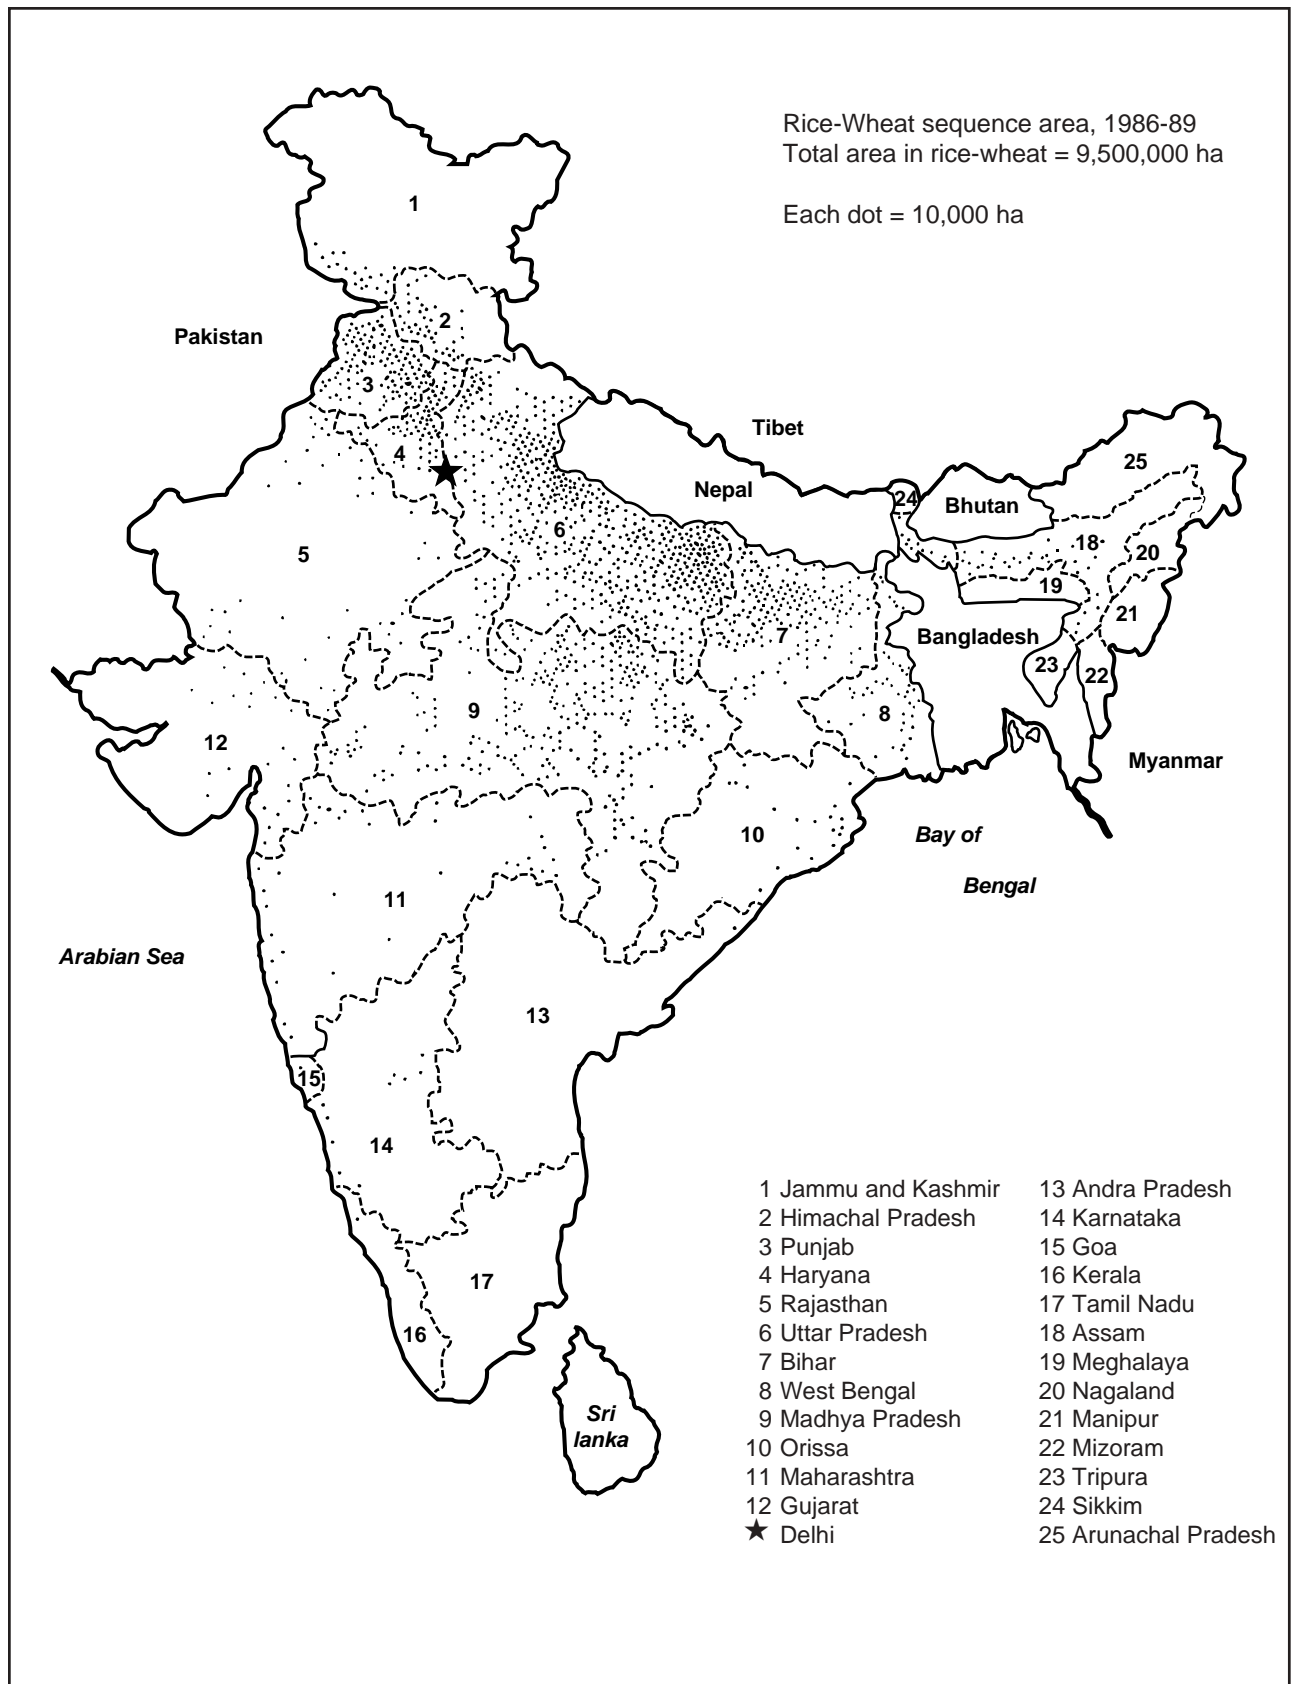 Rice-Wheat sequence area, 1986-89
Total area in rice-wheat = 9,500,000 ha
Each dot = 10,000 ha
1
2
Pakistan
3
Tibet
4
25
Nepal
24
Bhutan
6
5
18
20
19
21
7
Bangladesh
23
22
9
8
12
Myanmar
10
Bay of
Bengal
11
Arabian Sea
13
15
14
17
16
Sri
lanka
1 Jammu and Kashmir
2 Himachal Pradesh
3 Punjab
4 Haryana
5 Rajasthan
6 Uttar Pradesh
7 Bihar
8 West Bengal
9 Madhya Pradesh
10 Orissa
11 Maharashtra
12 Gujarat
★ Delhi
13 Andra Pradesh
14 Karnataka
15 Goa
16 Kerala
17 Tamil Nadu
18 Assam
19 Meghalaya
20 Nagaland
21 Manipur
22 Mizoram
23 Tripura
24 Sikkim
25 Arunachal Pradesh